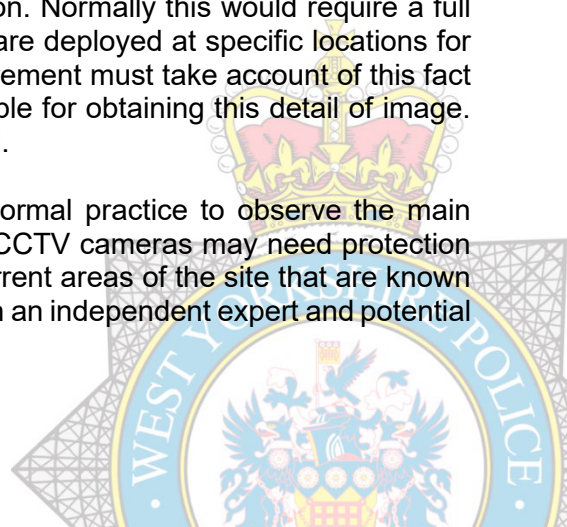 on. Normally this would require a full
are deployed at specific locations for
ement must take account of this fact
ble for obtaining this detail of image.
.
ormal practice to observe the main
CCTV cameras may need protection
rrent areas of the site that are known
n an independent expert and potential
WEST YORKSHIRE POLICE